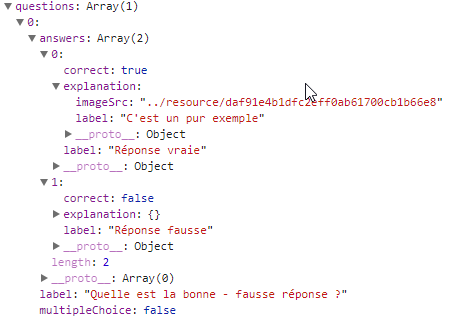 questions: Array(1)
0:
answers: Array(2)
0:
correct: true
explanation:
imageSrc: "../resource/daf91e4b1dfc2eff0ab61700cb1b66e8"
label: "C'est un pur exemple"
__proto__: Object
label: "Réponse vraie"
__proto__: Object
1:
correct: false
explanation: {}
label: "Réponse fausse"
__proto__: Object
length: 2
__proto__: Array(0)
label: "Quelle est la bonne - fausse réponse ?"
multipleChoice: false